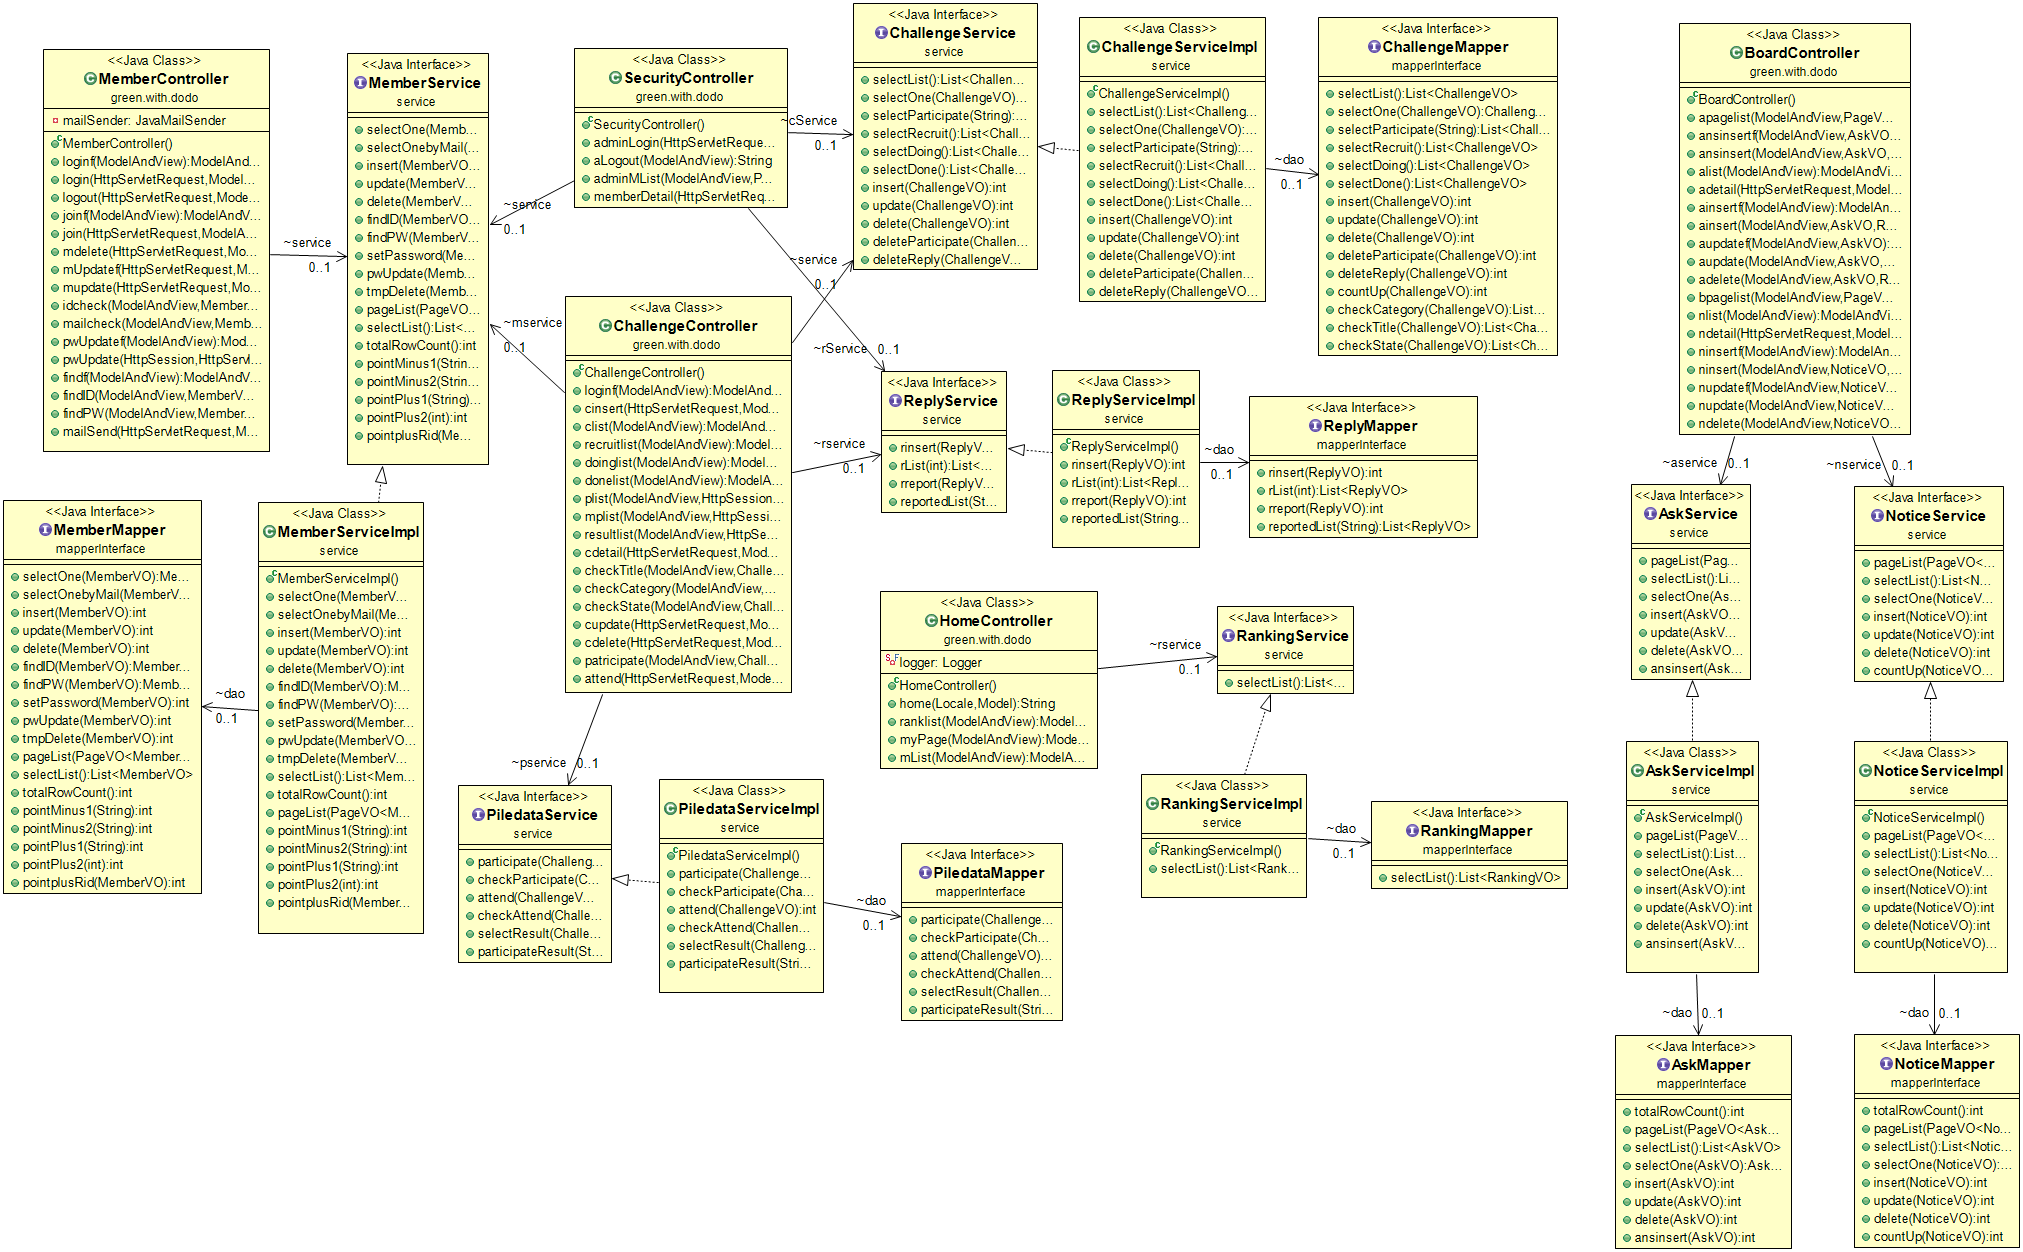 <<Java Class>>
MemberController
green.with.dodo
mailSender: JavaMailSender
MemberController()
loginf(ModelAndView):ModelAnd...
login(HttpServletRequest,Model...
logout(HttpServletRequest,Mode...
joinf(ModelAndView):ModelAndV...
join(HttpServletRequest,ModelA...
mdelete(HttpServletRequest,Mo...
mUpdatef(HttpServletRequest,M...
mupdate(HttpServletRequest,Mo...
idcheck(ModelAndView,Member...
mailcheck(ModelAndView,Memb...
pwUpdatef(ModelAndView):Mod...
pwUpdate(HttpSession,HttpServl...
findf(ModelAndView):ModelAndV...
findID(ModelAndView,MemberV...
findPW(ModelAndView,Member...
mailSend(HttpServletRequest,M...
~service
0..1
<<Java Interface>>
MemberService
service
selectOne(Memb...
selectOnebyMail(...
insert(MemberVO...
update(MemberV...
delete(MemberV...
findID(MemberVO...
findPW(MemberV...
setPassword(Me...
pwUpdate(Memb...
tmpDelete(Memb...
pageList(PageVO...
selectList():List<...
totalRowCount():int
pointMinus1(Strin...
pointMinus2(Strin...
pointPlus1(String)...
pointPlus2(int):int
pointplusRid(Me...
<<Java Class>>
SecurityController
green.with.dodo
SecurityController()
adminLogin(HttpServletReque...
aLogout(ModelAndView):String
adminMList(ModelAndView,P...
memberDetail(HttpServletReq...
~cService
0..1
~service
0..1
~rService
0..1
<<Java Interface>>
ChallengeService
service
selectList():List<Challen...
selectOne(ChallengeVO)...
selectParticipate(String):...
selectRecruit():List<Chall...
selectDoing():List<Challe...
selectDone():List<Challe...
insert(ChallengeVO):int
update(ChallengeVO):int
delete(ChallengeVO):int
deleteParticipate(Challen...
deleteReply(ChallengeV...
<<Java Class>>
ChallengeServiceImpl
service
ChallengeServiceImpl()
selectList():List<Challeng...
selectOne(ChallengeVO):...
selectParticipate(String):...
selectRecruit():List<Chall...
selectDoing():List<Challe...
selectDone():List<Challe...
insert(ChallengeVO):int
update(ChallengeVO):int
delete(ChallengeVO):int
deleteParticipate(Challen...
deleteReply(ChallengeVO...
~dao
0..1
<<Java Interface>>
ChallengeMapper
mapperInterface
selectList():List<ChallengeVO>
selectOne(ChallengeVO):Challeng...
selectParticipate(String):List<Chall...
selectRecruit():List<ChallengeVO>
selectDoing():List<ChallengeVO>
selectDone():List<ChallengeVO>
insert(ChallengeVO):int
update(ChallengeVO):int
delete(ChallengeVO):int
deleteParticipate(ChallengeVO):int
deleteReply(ChallengeVO):int
countUp(ChallengeVO):int
checkCategory(ChallengeVO):List...
checkTitle(ChallengeVO):List<Cha...
checkState(ChallengeVO):List<Ch...
<<Java Class>>
BoardController
green.with.dodo
BoardController()
apagelist(ModelAndView,PageV...
ansinsertf(ModelAndView,AskVO...
ansinsert(ModelAndView,AskVO,...
alist(ModelAndView):ModelAndVi...
adetail(HttpServletRequest,Model...
ainsertf(ModelAndView):ModelAn...
ainsert(ModelAndView,AskVO,R...
aupdatef(ModelAndView,AskVO):...
aupdate(ModelAndView,AskVO,...
adelete(ModelAndView,AskVO,R...
bpagelist(ModelAndView,PageV...
nlist(ModelAndView):ModelAndVi...
ndetail(HttpServletRequest,Model...
ninsertf(ModelAndView):ModelAn...
ninsert(ModelAndView,NoticeVO,...
nupdatef(ModelAndView,NoticeV...
nupdate(ModelAndView,NoticeV...
ndelete(ModelAndView,NoticeVO...
~aservice
0..1
~nservice
0..1
<<Java Class>>
ChallengeController
green.with.dodo
ChallengeController()
loginf(ModelAndView):ModelAnd...
cinsert(HttpServletRequest,Mod...
clist(ModelAndView):ModelAnd...
recruitlist(ModelAndView):Model...
doinglist(ModelAndView):Model...
donelist(ModelAndView):ModelA...
plist(ModelAndView,HttpSession...
mplist(ModelAndView,HttpSessi...
resultlist(ModelAndView,HttpSe...
cdetail(HttpServletRequest,Mod...
checkTitle(ModelAndView,Challe...
checkCategory(ModelAndView,...
checkState(ModelAndView,Chall...
cupdate(HttpServletRequest,Mo...
cdelete(HttpServletRequest,Mod...
patricipate(ModelAndView,Chall...
attend(HttpServletRequest,Mode...
~mservice
0..1
~service
0..1
~rservice
0..1
~pservice
0..1
<<Java Interface>>
ReplyService
service
rinsert(ReplyV...
rList(int):List<...
rreport(ReplyV...
reportedList(St...
<<Java Class>>
ReplyServiceImpl
service
ReplyServiceImpl()
rinsert(ReplyVO):int
rList(int):List<Repl...
rreport(ReplyVO):int
reportedList(String...
~dao
0..1
<<Java Interface>>
ReplyMapper
mapperInterface
rinsert(ReplyVO):int
rList(int):List<ReplyVO>
rreport(ReplyVO):int
reportedList(String):List<ReplyVO>
<<Java Interface>>
MemberMapper
mapperInterface
selectOne(MemberVO):Me...
selectOnebyMail(MemberV...
insert(MemberVO):int
update(MemberVO):int
delete(MemberVO):int
findID(MemberVO):Member...
findPW(MemberVO):Memb...
setPassword(MemberVO):int
pwUpdate(MemberVO):int
tmpDelete(MemberVO):int
pageList(PageVO<Member...
selectList():List<MemberVO>
totalRowCount():int
pointMinus1(String):int
pointMinus2(String):int
pointPlus1(String):int
pointPlus2(int):int
pointplusRid(MemberVO):int
~dao
0..1
<<Java Class>>
MemberServiceImpl
service
MemberServiceImpl()
selectOne(MemberV...
selectOnebyMail(Me...
insert(MemberVO):int
update(MemberVO):int
delete(MemberVO):int
findID(MemberVO):M...
findPW(MemberVO):...
setPassword(Member...
pwUpdate(MemberVO...
tmpDelete(MemberV...
selectList():List<Mem...
totalRowCount():int
pageList(PageVO<M...
pointMinus1(String):int
pointMinus2(String):int
pointPlus1(String):int
pointPlus2(int):int
pointplusRid(Member...
<<Java Interface>>
PiledataService
service
participate(Challeng...
checkParticipate(C...
attend(ChallengeV...
checkAttend(Challe...
selectResult(Challe...
participateResult(St...
<<Java Class>>
PiledataServiceImpl
service
PiledataServiceImpl()
participate(Challenge...
checkParticipate(Cha...
attend(ChallengeVO):int
checkAttend(Challen...
selectResult(Challeng...
participateResult(Stri...
~dao
0..1
<<Java Interface>>
PiledataMapper
mapperInterface
participate(Challenge...
checkParticipate(Ch...
attend(ChallengeVO)...
checkAttend(Challen...
selectResult(Challen...
participateResult(Stri...
<<Java Class>>
HomeController
green.with.dodo
logger: Logger
HomeController()
home(Locale,Model):String
ranklist(ModelAndView):Model...
myPage(ModelAndView):Mode...
mList(ModelAndView):ModelA...
~rservice
0..1
<<Java Interface>>
RankingService
service
selectList():List<...
<<Java Class>>
RankingServiceImpl
service
RankingServiceImpl()
selectList():List<Rank...
~dao
0..1
<<Java Interface>>
RankingMapper
mapperInterface
selectList():List<RankingVO>
<<Java Interface>>
AskService
service
pageList(Pag...
selectList():Li...
selectOne(As...
insert(AskVO...
update(AskV...
delete(AskVO...
ansinsert(Ask...
<<Java Interface>>
NoticeService
service
pageList(PageVO<...
selectList():List<N...
selectOne(NoticeV...
insert(NoticeVO):int
update(NoticeVO):int
delete(NoticeVO):int
countUp(NoticeVO...
<<Java Class>>
AskServiceImpl
service
AskServiceImpl()
pageList(PageV...
selectList():List...
selectOne(Ask...
insert(AskVO):int
update(AskVO):int
delete(AskVO):int
ansinsert(AskV...
~dao
0..1
<<Java Class>>
NoticeServiceImpl
service
NoticeServiceImpl()
pageList(PageVO<...
selectList():List<No...
selectOne(NoticeV...
insert(NoticeVO):int
update(NoticeVO):int
delete(NoticeVO):int
countUp(NoticeVO)...
~dao
0..1
<<Java Interface>>
AskMapper
mapperInterface
totalRowCount():int
pageList(PageVO<Ask...
selectList():List<AskVO>
selectOne(AskVO):Ask...
insert(AskVO):int
update(AskVO):int
delete(AskVO):int
ansinsert(AskVO):int
<<Java Interface>>
NoticeMapper
mapperInterface
totalRowCount():int
pageList(PageVO<No...
selectList():List<Notic...
selectOne(NoticeVO):...
insert(NoticeVO):int
update(NoticeVO):int
delete(NoticeVO):int
countUp(NoticeVO):int